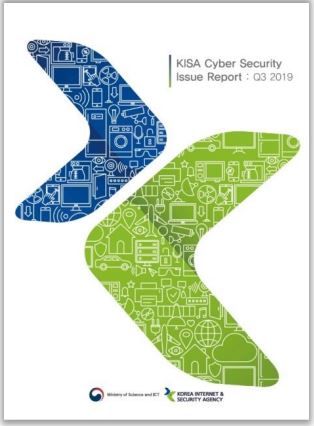 KISA Cyber Security
Issue Report : Q3 2019
Ministry of Science and ICT
KOREA INTERNET &
SECURITY AGENCY